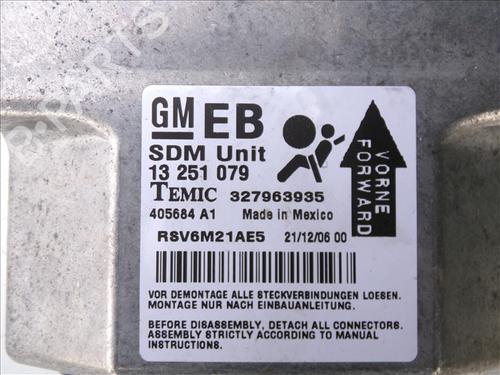 GM EB
SDM Unit
13 251 079
TEMIC 327963935
405684 A1 Made in Mexico
RSV6M21AE5 21/12/06 00
VORNE
FORWARD
VOR DEMONTAGE ALLE STECKVERBINDUNGEN LOESEN.
MONTAGE NUR NACH EINBAUANLEITUNG.
BEFORE DISASSEMBLY, DETACH ALL CONNECTORS.
ASSEMBLY STRICTLY ACCORDING TO MANUAL
INSTRUCTIONS.